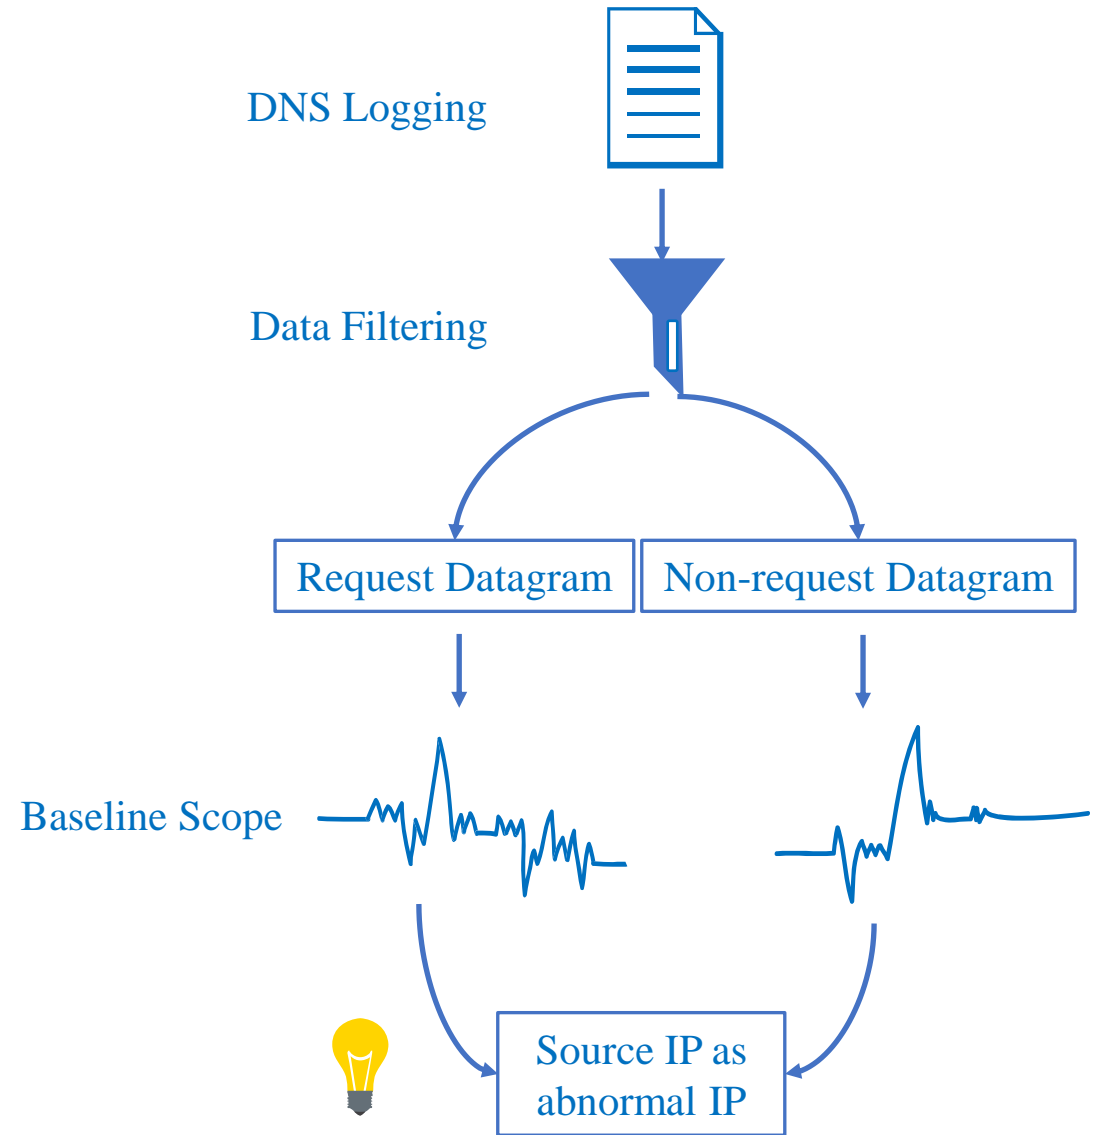 DNS Logging
Data Filtering
Request Datagram
Non-request Datagram
Baseline Scope
Source IP as
abnormal IP